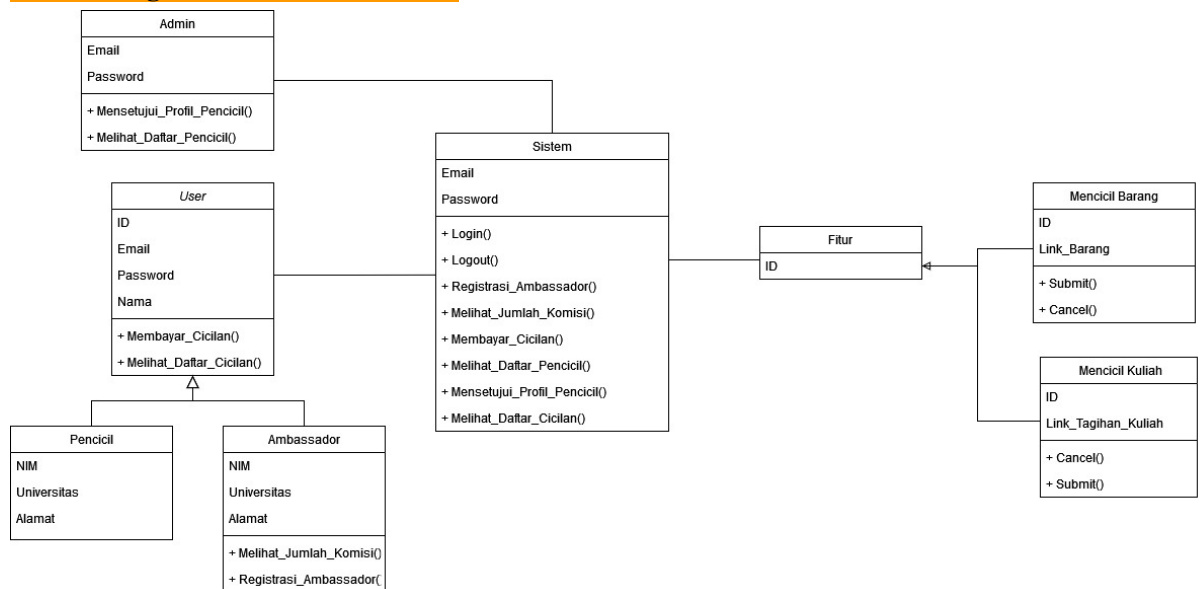 Admin
Email
Password
+ Mensetujui_Profil_Pencicil()
+ Melihat_Daftar_Pencicil()
User
ID
Email
Password
Nama
+ Membayar_Cicilan()
+ Melihat_Daftar_Cicilan()
Pencicil
NIM
Universitas
Alamat
Ambassador
NIM
Universitas
Alamat
+ Melihat_Jumlah_Komisi()
+ Registrasi_Ambassador(
Sistem
Email
Password
+ Login()
+ Logout()
+ Registrasi_Ambassador()
+ Melihat_Jumlah_Komisi()
+ Membayar_Cicilan()
+ Melihat_Daftar_Pencicil()
+ Mensetujui_Profil_Pencicil()
+ Melihat_Daftar_Cicilan()
Fitur
ID
Mencicil Barang
ID
Link_Barang
+ Submit()
+ Cancel()
Mencicil Kuliah
ID
Link_Tagihan_Kuliah
+ Cancel()
+ Submit()